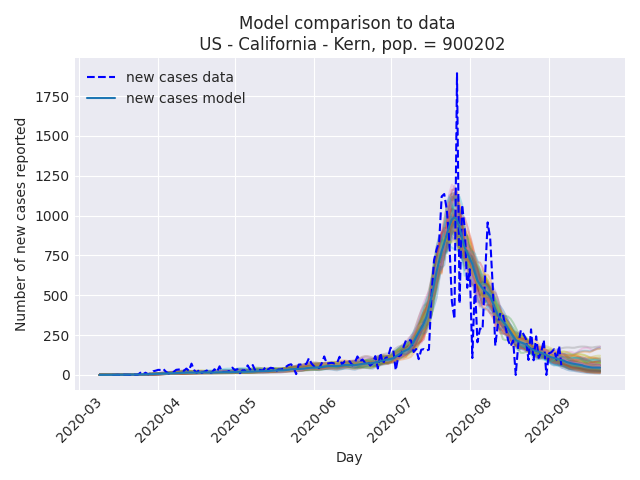 Model comparison to data
US - California - Kern, pop. = 900202
new cases data
new cases model
Number of new cases reported
1750
1500
1250
1000
750
500
250
0
2020-03
2020-04
2020-05
2020-06
2020-07
2020-08
2020-09
Day